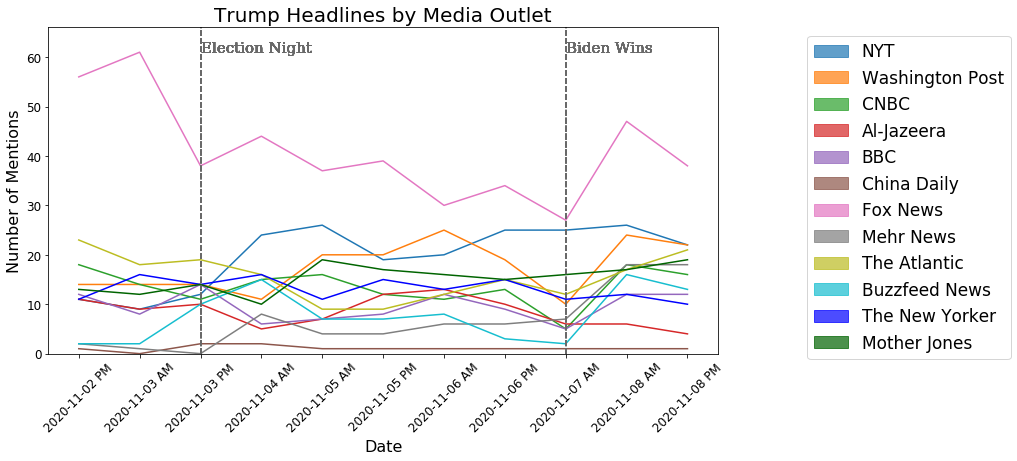 Trump Headlines by Media Outlet
Election Night
Biden Wins
Number of Mentions
60
50
40
30
20
10
0
2020-11-02 PM
2020-11-03 AM
2020-11-03 PM
2020-11-04 AM
2020-11-05 AM
2020-11-05 PM
2020-11-06 AM
2020-11-06 PM
2020-11-07 AM
2020-11-08 AM
2020-11-08 PM
Date
NYT
Washington Post
CNBC
Al-Jazeera
BBC
China Daily
Fox News
Mehr News
The Atlantic
Buzzfeed News
The New Yorker
Mother Jones